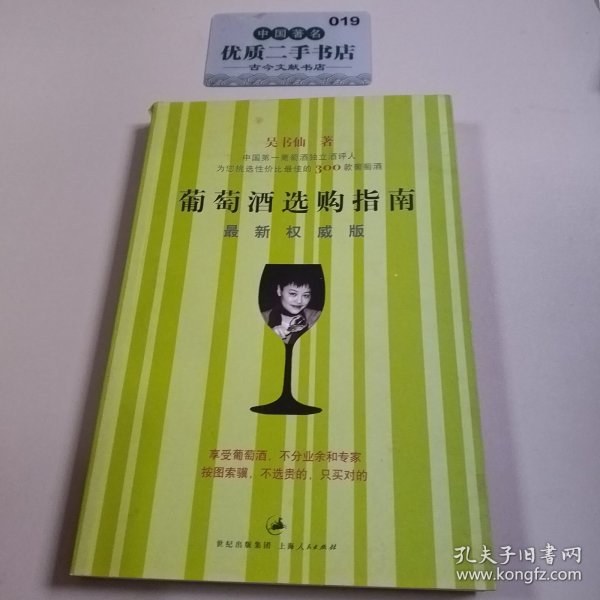 019
中国著名
优质二手书店
古今文献书店
吴书仙 著
中国第一葡萄酒独立酒评人
为您挑选性价比最佳的300款葡萄酒
葡萄酒选购指南
最新权威版
享受葡萄酒，不分业余和专家
按图索骥，不选贵的，只买对的
世纪出版集团 上海人民出版社
孔夫子旧书网
www.kongfz.com